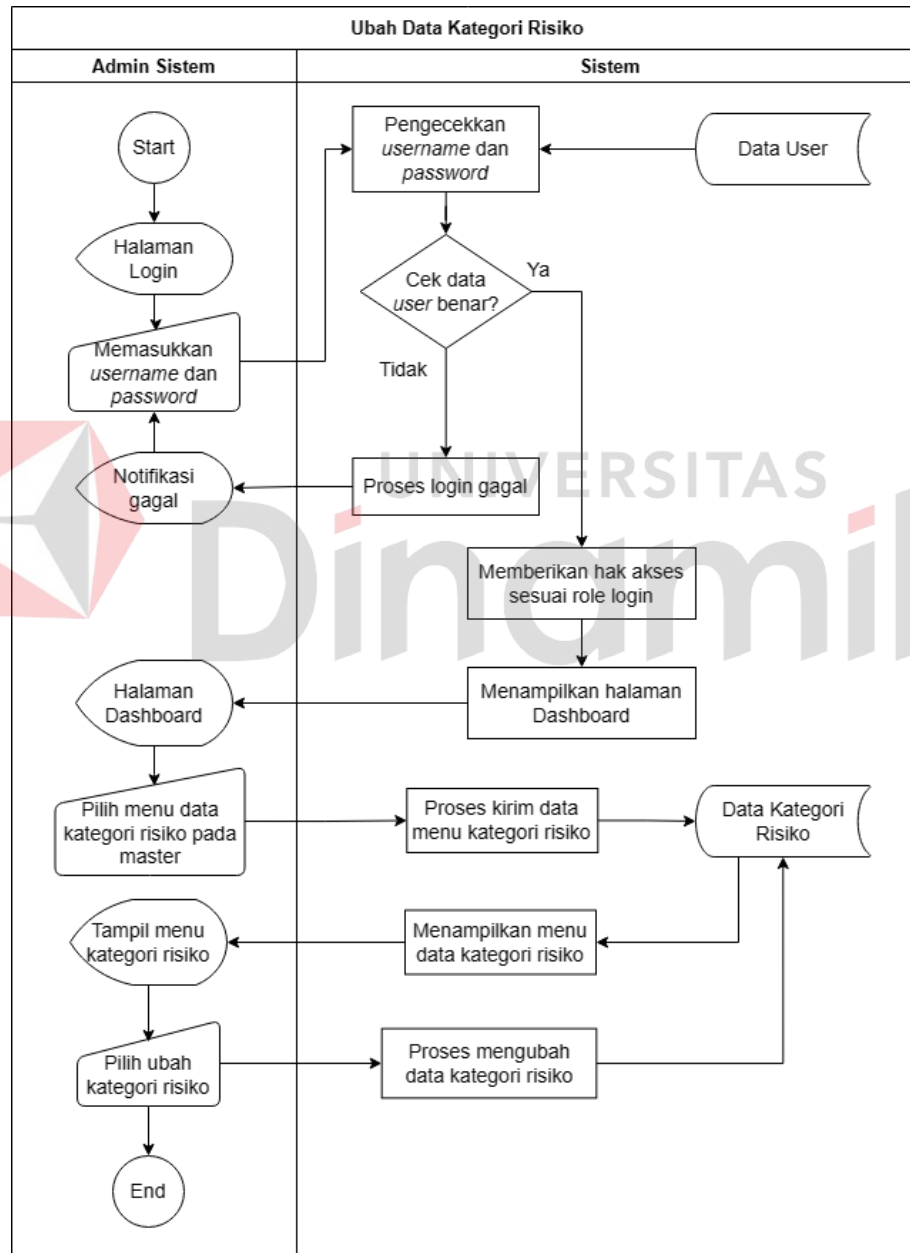 Ubah Data Kategori Risiko
Admin Sistem
Sistem
Start
Pengecekkan
username dan
password
Data User
Halaman
Login
Cek data
user benar?
Ya
Tidak
Memasukkan
username dan
password
Notifikasi
gagal
Proses login gagal
UNIVERSITAS
Dinami
Memberikan hak akses
sesuai role login
Halaman
Dashboard
Menampilkan halaman
Dashboard
Pilih menu data
kategori risiko pada
master
Proses kirim data
menu kategori risiko
Data Kategori
Risiko
Tampil menu
kategori risiko
Menampilkan menu
data kategori risiko
Pilih ubah
kategori risiko
Proses mengubah
data kategori risiko
End